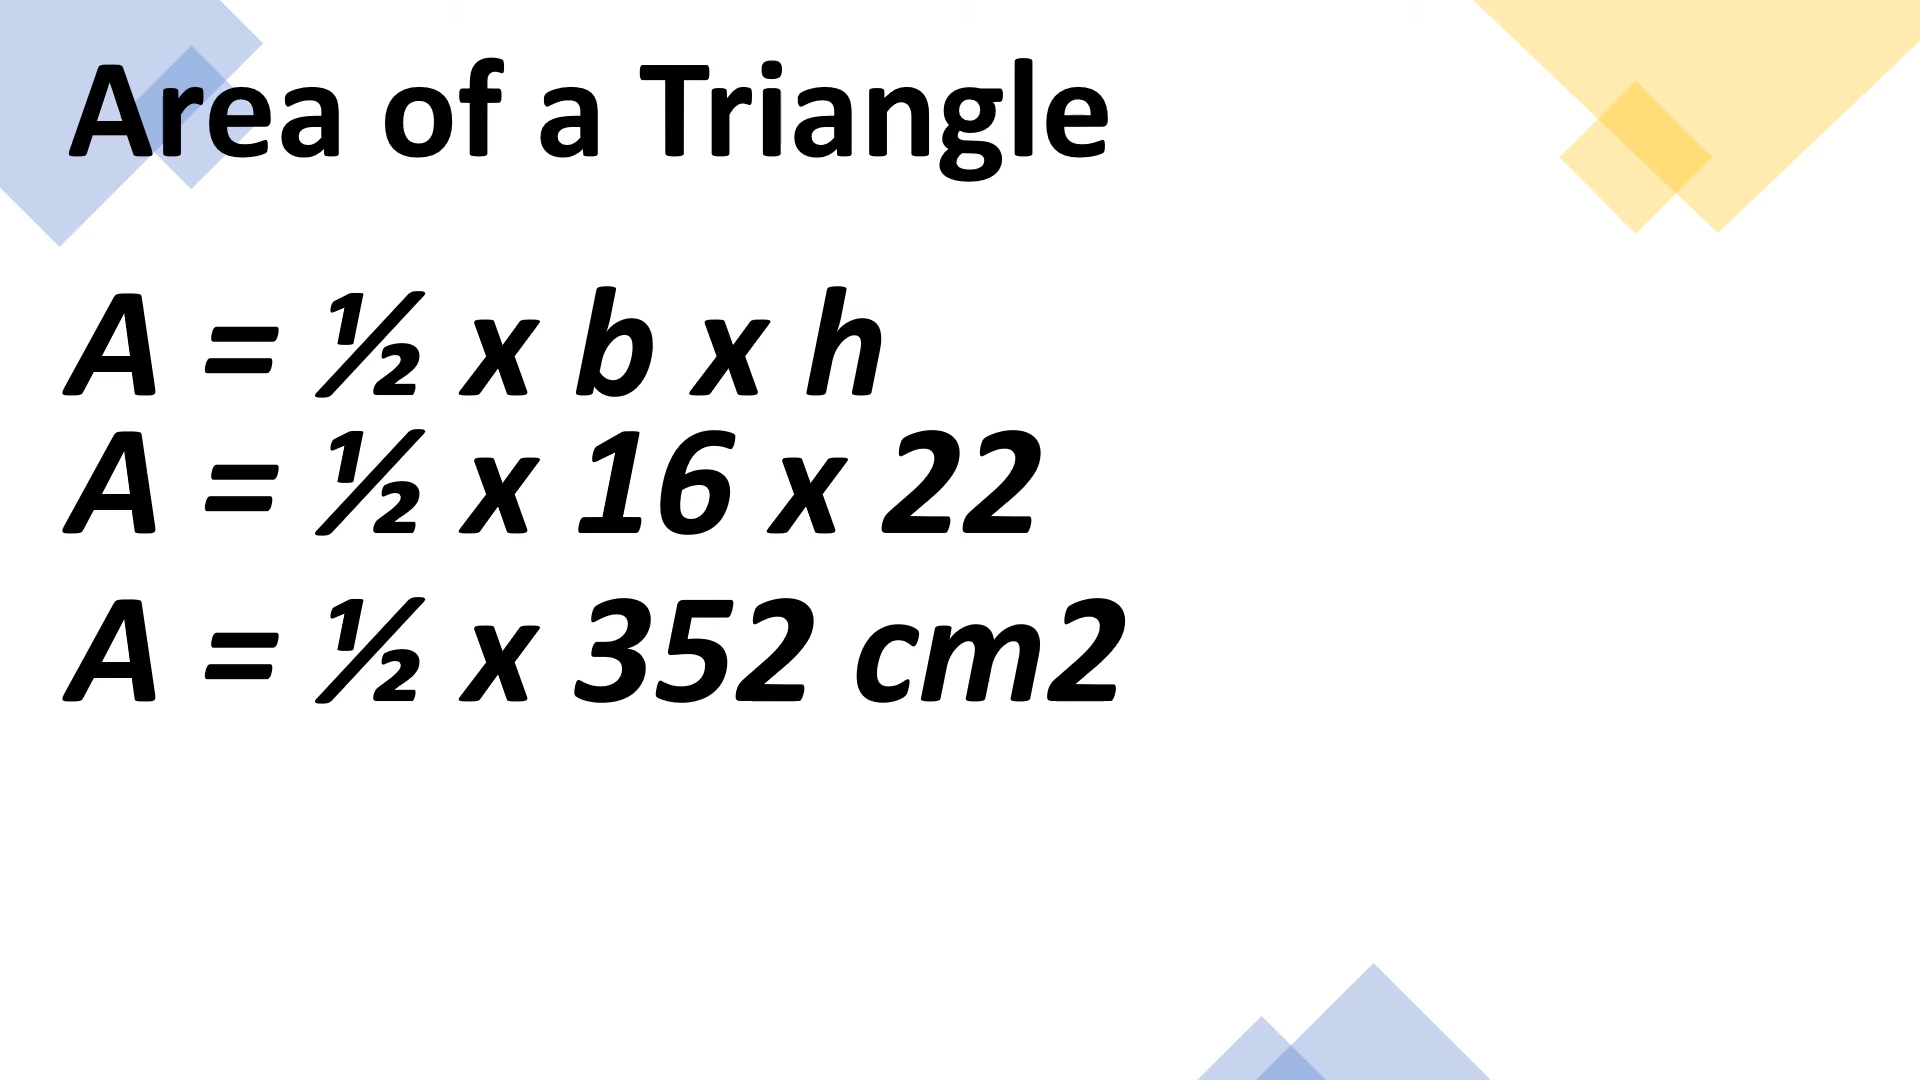 Area of a Triangle
A = ½ x b x h
A = ½ x 16 x 22
A = ½ x 352 cm2